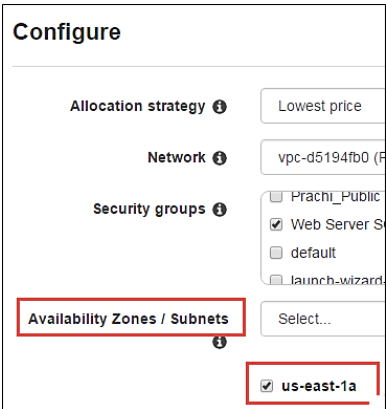 Configure
Allocation strategy
Lowest price
Network
vpc-d5194fb0 (
Security groups
Prachi_Public
Web Server S
default
launch-wizard-
Availability Zones / Subnets
Select...
us-east-1a